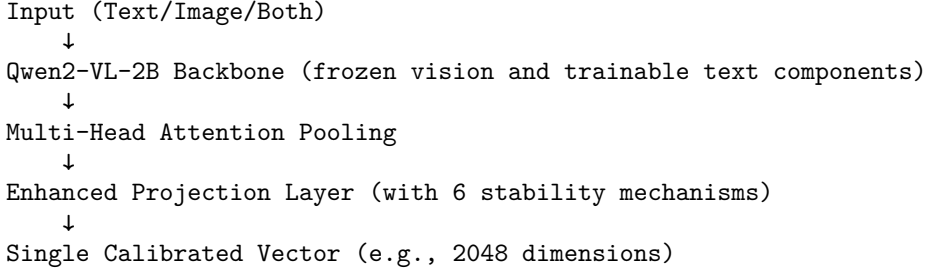 Input (Text/Image/Both)
↓
Qwen2-VL-2B Backbone (frozen vision and trainable text components)
↓
Multi-Head Attention Pooling
↓
Enhanced Projection Layer (with 6 stability mechanisms)
↓
Single Calibrated Vector (e.g., 2048 dimensions)